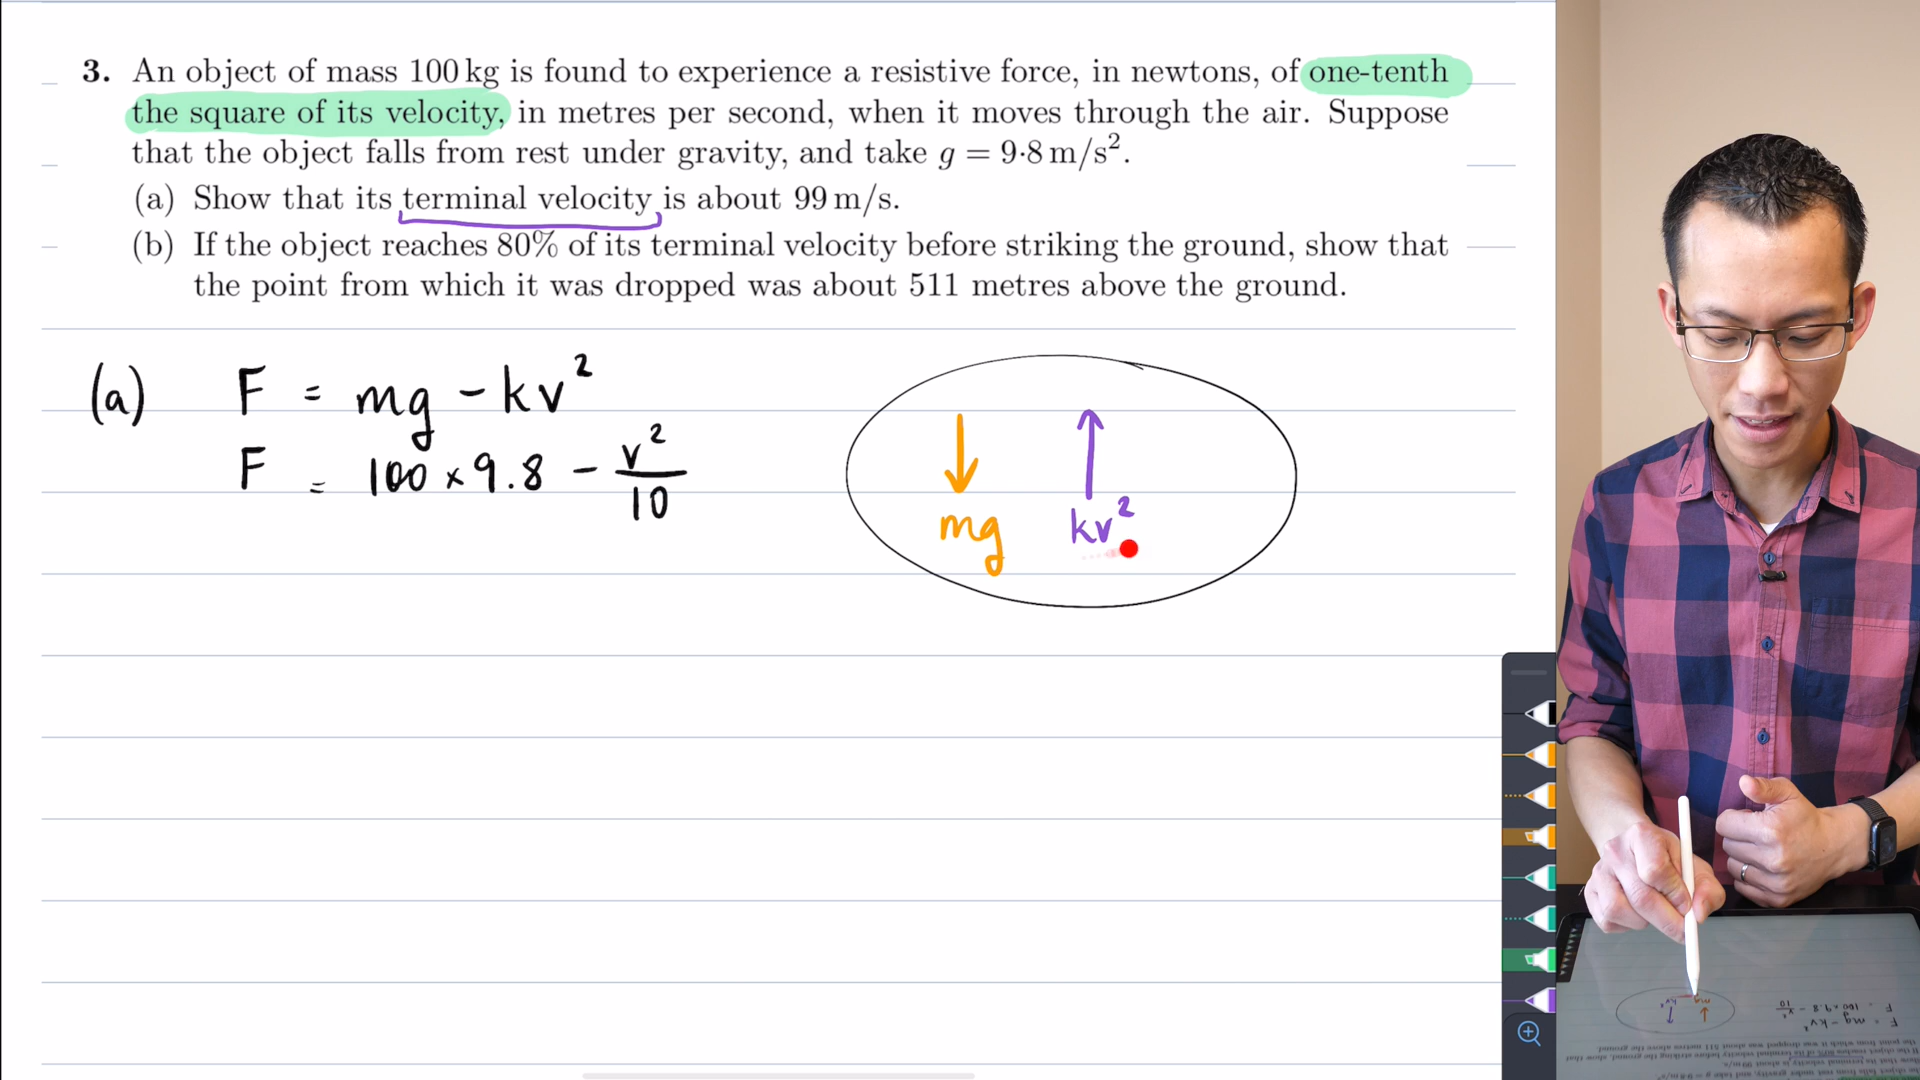 3. An object of mass 100 kg is found to experience a resistive force, in newtons, of one-tenth
the square of its velocity, in metres per second, when it moves through the air. Suppose
that the object falls from rest under gravity, and take g = 9·8 m/s².
(a) Show that its terminal velocity is about 99 m/s.
(b) If the object reaches 80% of its terminal velocity before striking the ground, show that
the point from which it was dropped was about 511 metres above the ground.
(a) F = mg - kv²
F = 100 × 9.8 - v²/10
mg kv²